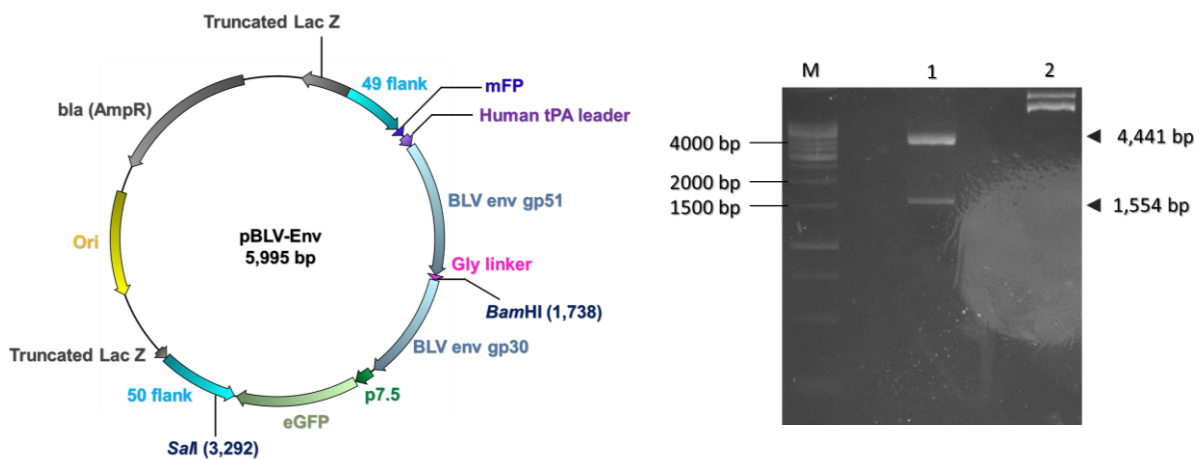 Truncated Lac Z
49 flank
mFP
Human tPA leader
bla (AmpR)
BLV env gp51
Ori
pBLV-Env
5,995 bp
Gly linker
BamHI (1,738)
BLV env gp30
Truncated Lac Z
50 flank
p7.5
eGFP
SalI (3,292)
M 1 2
4000 bp
2000 bp
1500 bp
4,441 bp
1,554 bp